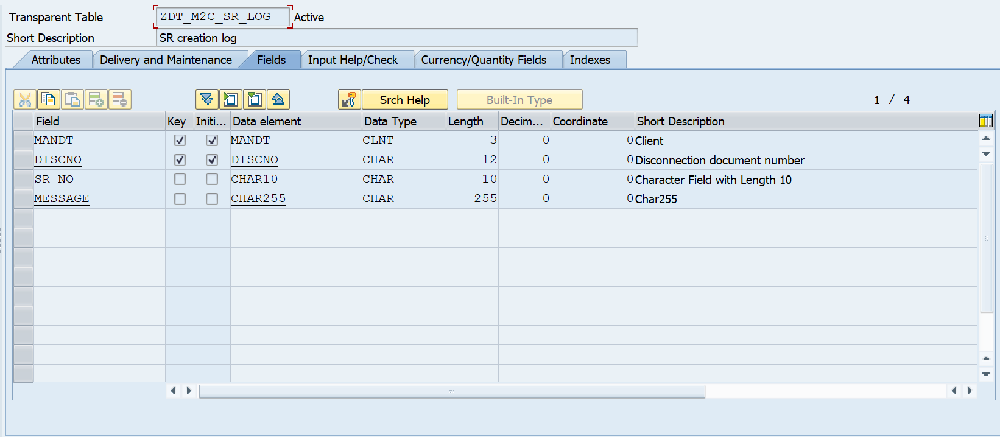 Transparent Table ZDT_M2C_SR_LOG Active
Short Description SR creation log
Attributes Delivery and Maintenance Fields Input Help/Check Currency/Quantity Fields Indexes
Srch Help Built-In Type 1 / 4
Field Key Initi... Data element Data Type Length Decim... Coordinate Short Description
MANDT MANDT CLNT 3 0 0 Client
DISCNO DISCNO CHAR 12 0 0 Disconnection document number
SR_NO CHAR10 CHAR 10 0 0 Character Field with Length 10
MESSAGE CHAR255 CHAR 255 0 0 Char255